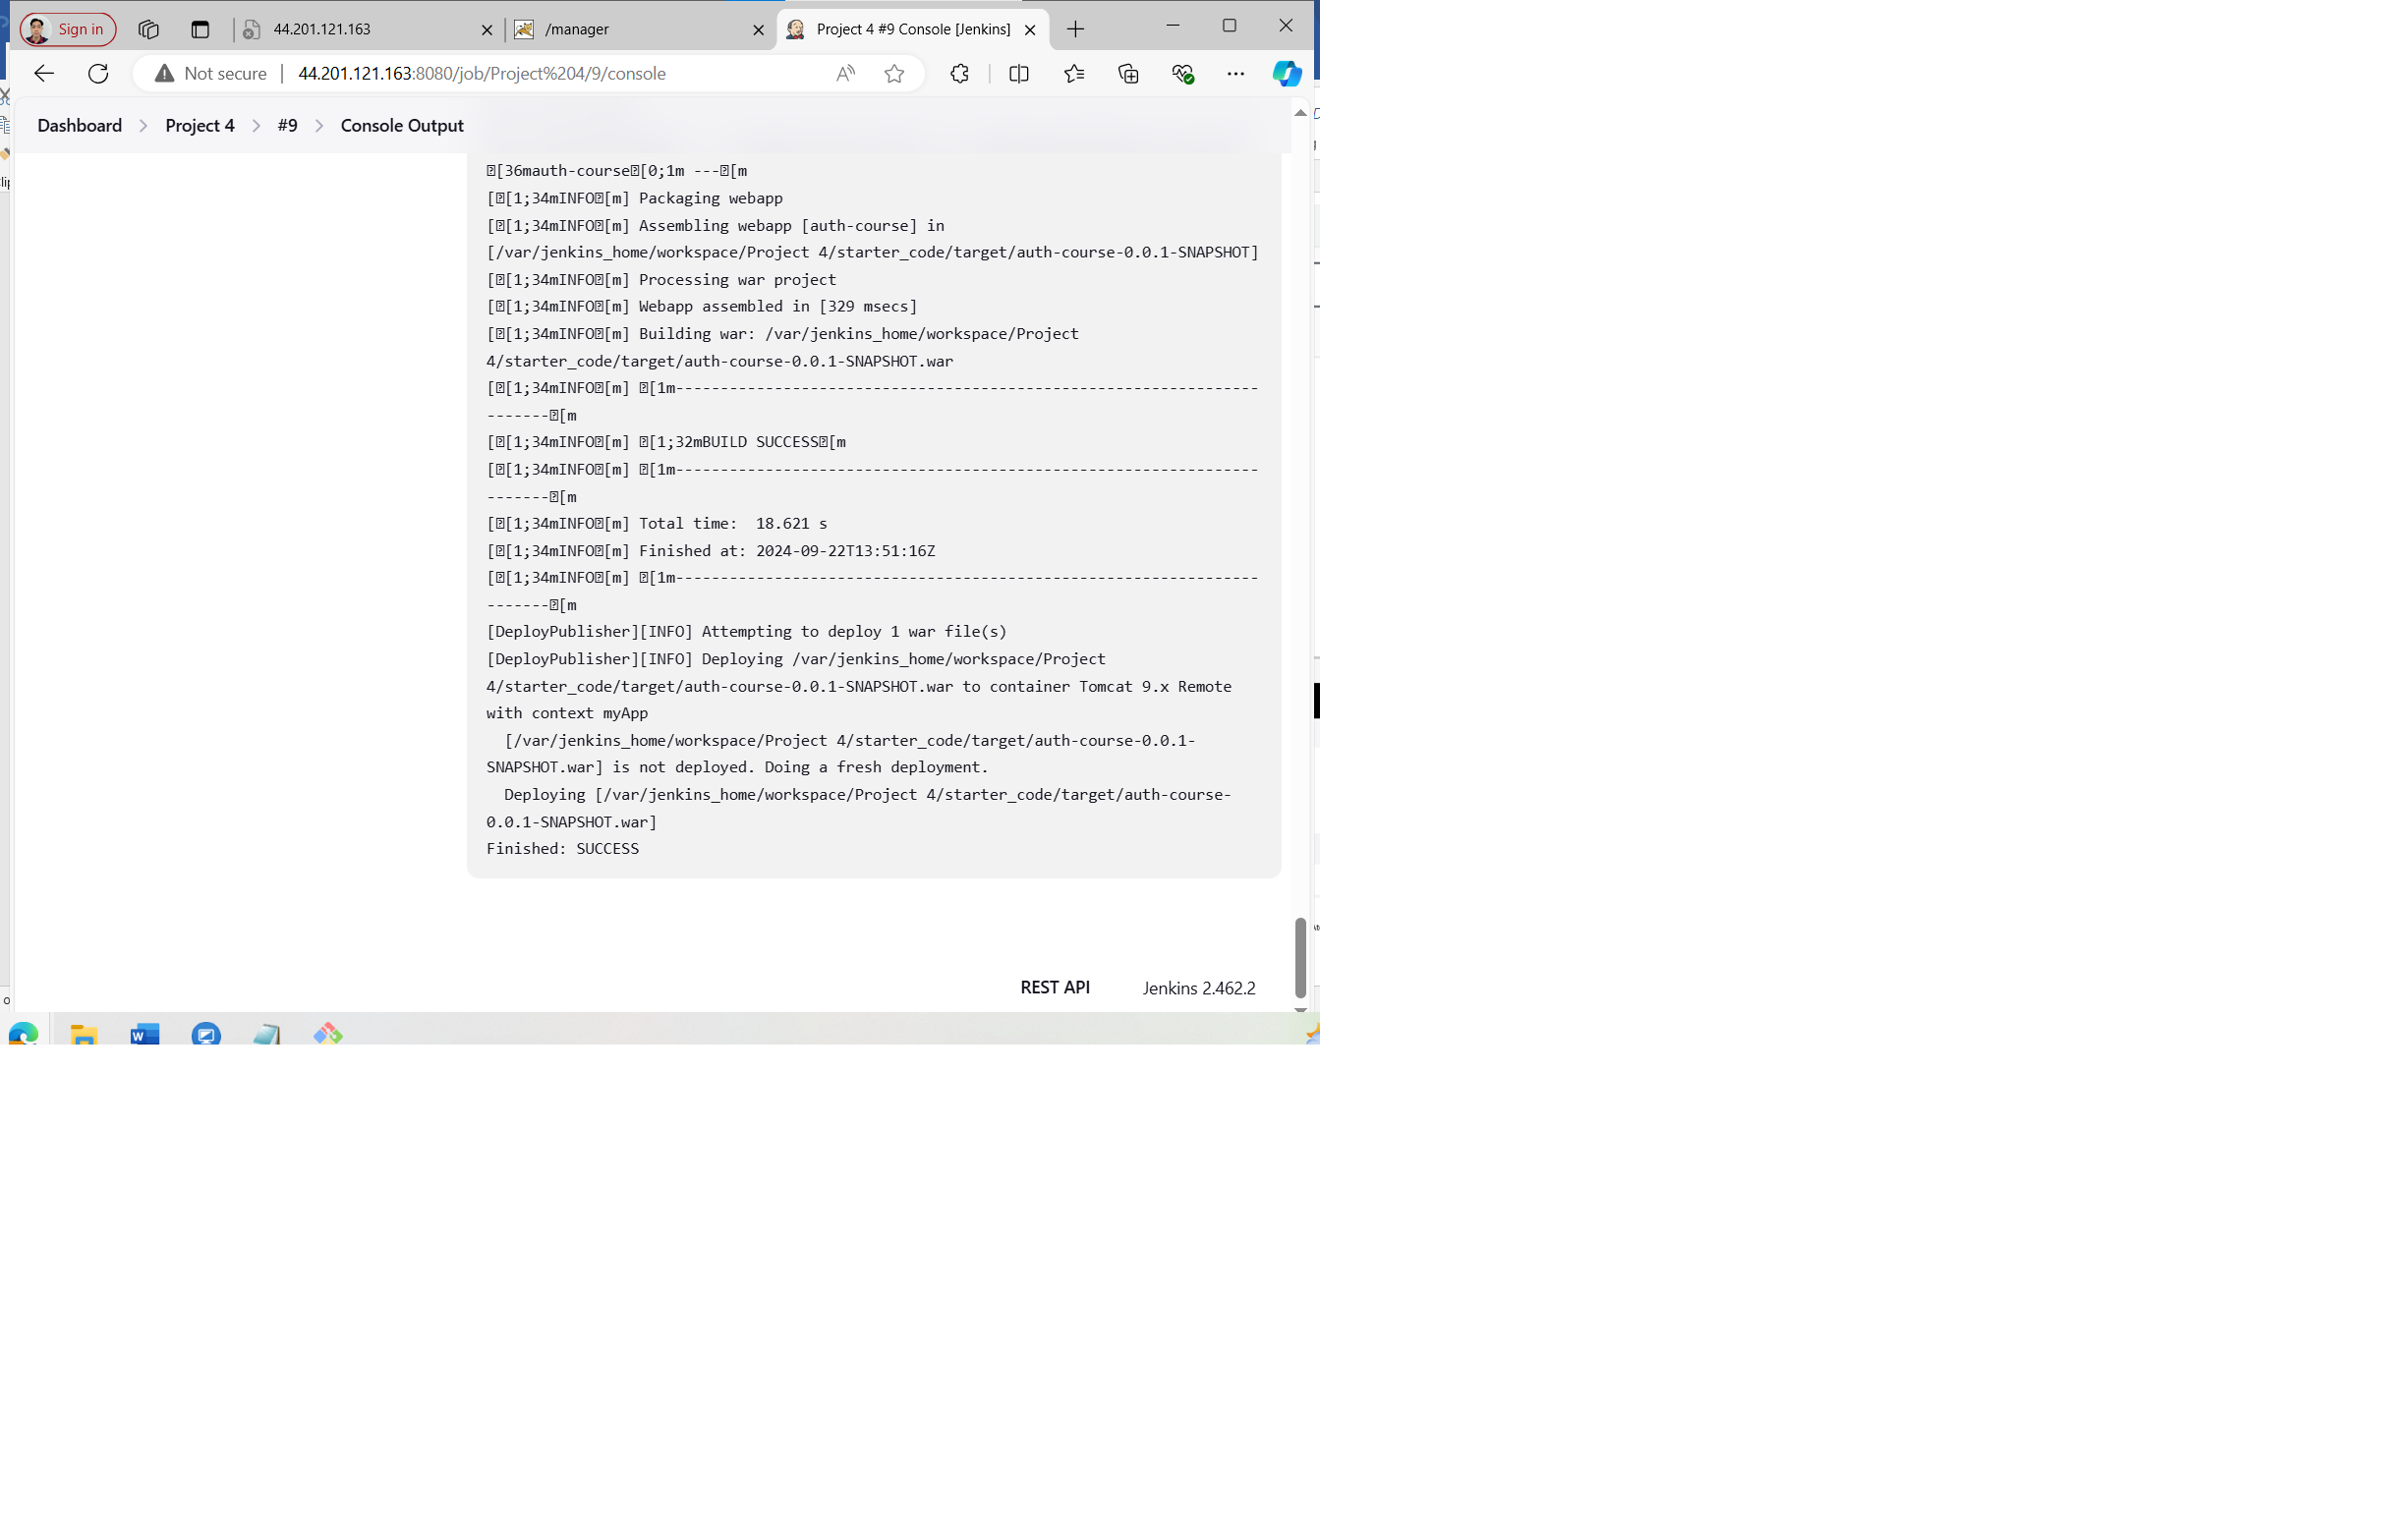 Sign in
44.201.121.163
/manager
Project 4 #9 Console [Jenkins]
Not secure
44.201.121.163:8080/job/Project%204/9/console
Dashboard
Project 4
#9
Console Output
[36mauth-course[0;1m ---[m
[[1;34mINFO[m] Packaging webapp
[[1;34mINFO[m] Assembling webapp [auth-course] in
[/var/jenkins_home/workspace/Project 4/starter_code/target/auth-course-0.0.1-SNAPSHOT]
[[1;34mINFO[m] Processing war project
[[1;34mINFO[m] Webapp assembled in [329 msecs]
[[1;34mINFO[m] Building war: /var/jenkins_home/workspace/Project
4/starter_code/target/auth-course-0.0.1-SNAPSHOT.war
[[1;34mINFO[m] [1m-----------------------------------------------------------------
-------[m
[[1;34mINFO[m] [1;32mBUILD SUCCESS[m
[[1;34mINFO[m] [1m-----------------------------------------------------------------
-------[m
[[1;34mINFO[m] Total time:  18.621 s
[[1;34mINFO[m] Finished at: 2024-09-22T13:51:16Z
[[1;34mINFO[m] [1m-----------------------------------------------------------------
-------[m
[DeployPublisher][INFO] Attempting to deploy 1 war file(s)
[DeployPublisher][INFO] Deploying /var/jenkins_home/workspace/Project
4/starter_code/target/auth-course-0.0.1-SNAPSHOT.war to container Tomcat 9.x Remote
with context myApp
[/var/jenkins_home/workspace/Project 4/starter_code/target/auth-course-0.0.1-
SNAPSHOT.war] is not deployed. Doing a fresh deployment.
Deploying [/var/jenkins_home/workspace/Project 4/starter_code/target/auth-course-
0.0.1-SNAPSHOT.war]
Finished: SUCCESS
REST API
Jenkins 2.462.2